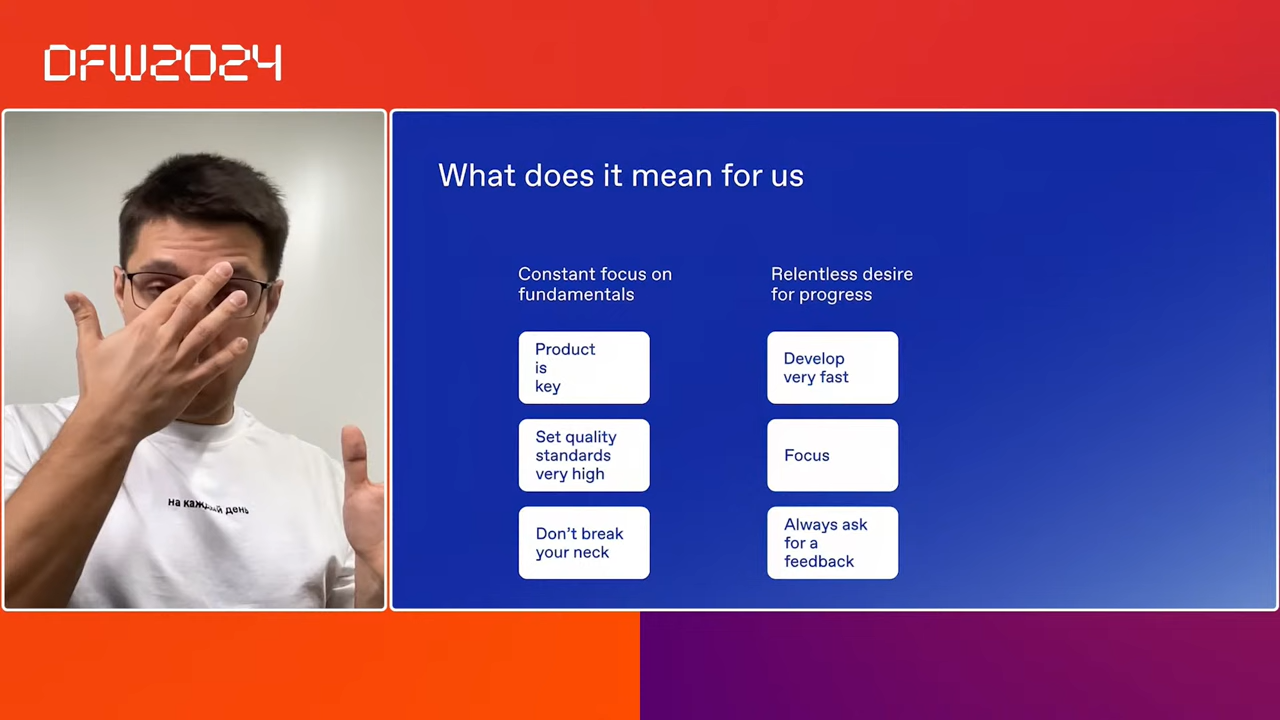 DFW2024
на каждый день
What does it mean for us
Constant focus on
fundamentals
Product
is
key
Set quality
standards
very high
Don’t break
your neck
Relentless desire
for progress
Develop
very fast
Focus
Always ask
for a
feedback